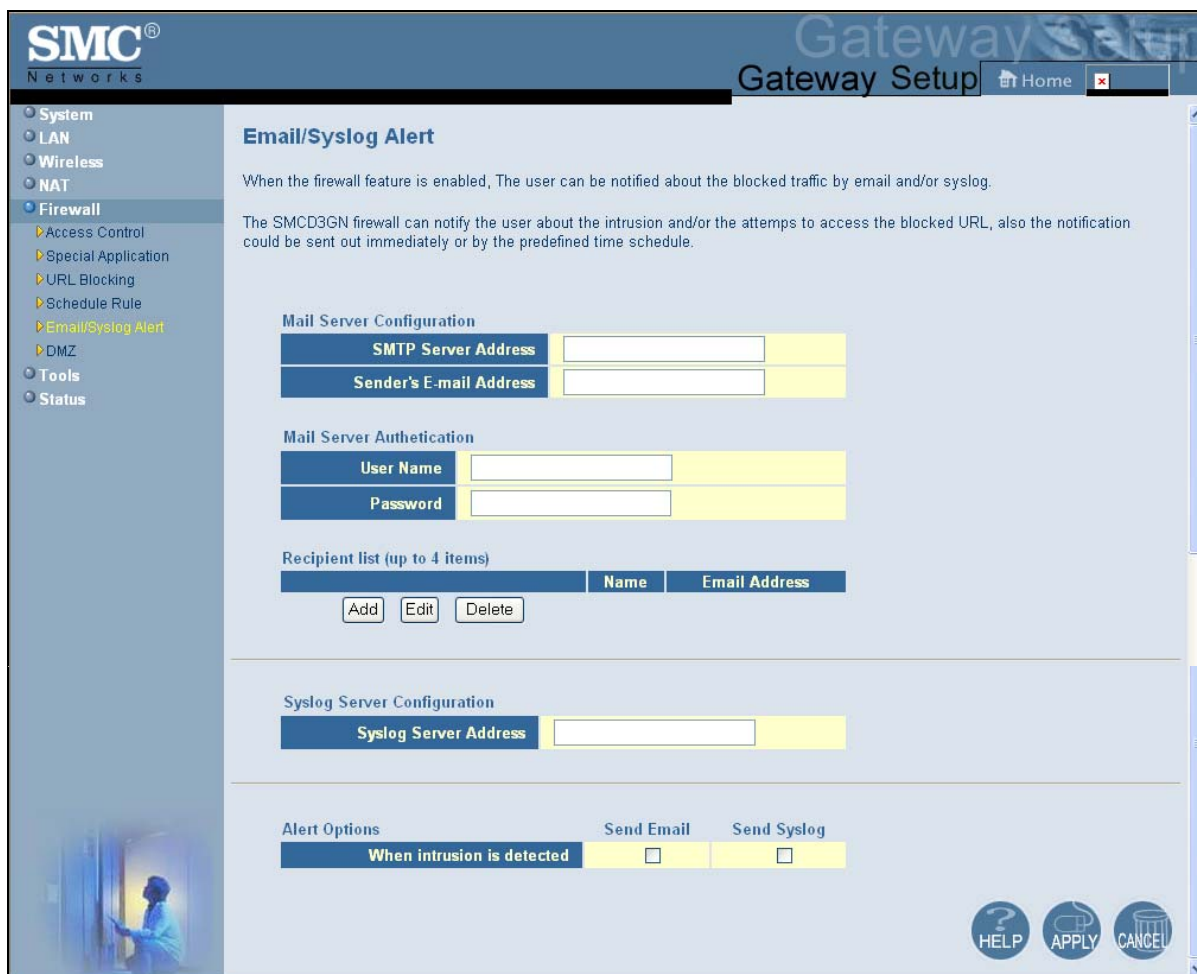 SMC®
Networks
Gateway Setup
Gateway Setup
Home
System
LAN
Wireless
NAT
Firewall
Access Control
Special Application
URL Blocking
Schedule Rule
Email/Syslog Alert
DMZ
Tools
Status
Email/Syslog Alert
When the firewall feature is enabled, The user can be notified about the blocked traffic by email and/or syslog.
The SMCD3GN firewall can notify the user about the intrusion and/or the attemps to access the blocked URL, also the notification
could be sent out immediately or by the predefined time schedule.
Mail Server Configuration
SMTP Server Address
Sender's E-mail Address
Mail Server Authetication
User Name
Password
Recipient list (up to 4 items)
Name Email Address
Add Edit Delete
Syslog Server Configuration
Syslog Server Address
Alert Options Send Email Send Syslog
When intrusion is detected
HELP APPLY CANCEL